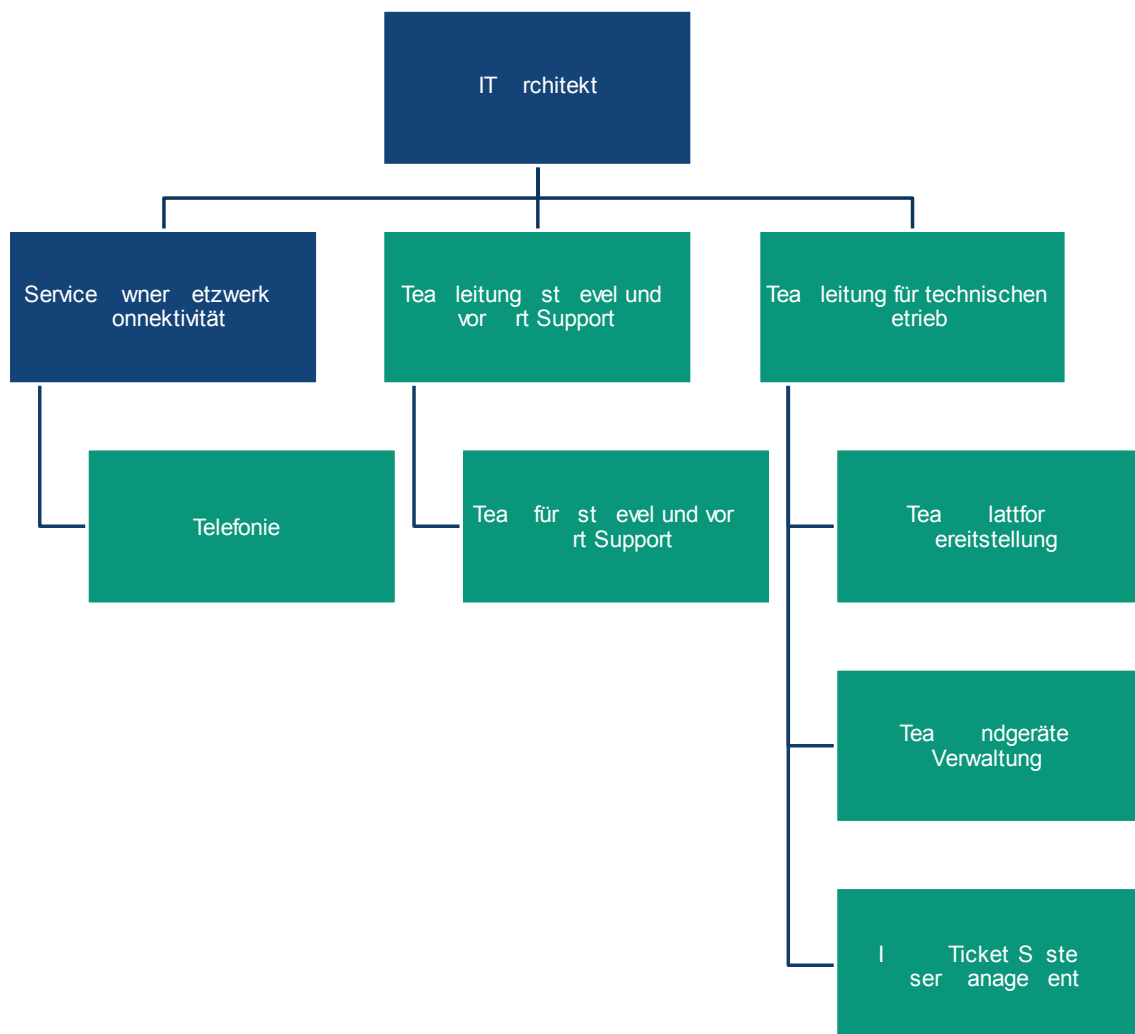 IT rchitekt
Service wner etzwerk
onnektivität
Tea leitung st evel und
vor rt Support
Tea leitung für technischen
etrieb
Telefonie
Tea für st evel und vor
rt Support
Tea lattfor
ereitstellung
Tea ndgeräte
Verwaltung
I Ticket S ste
ser anage ent